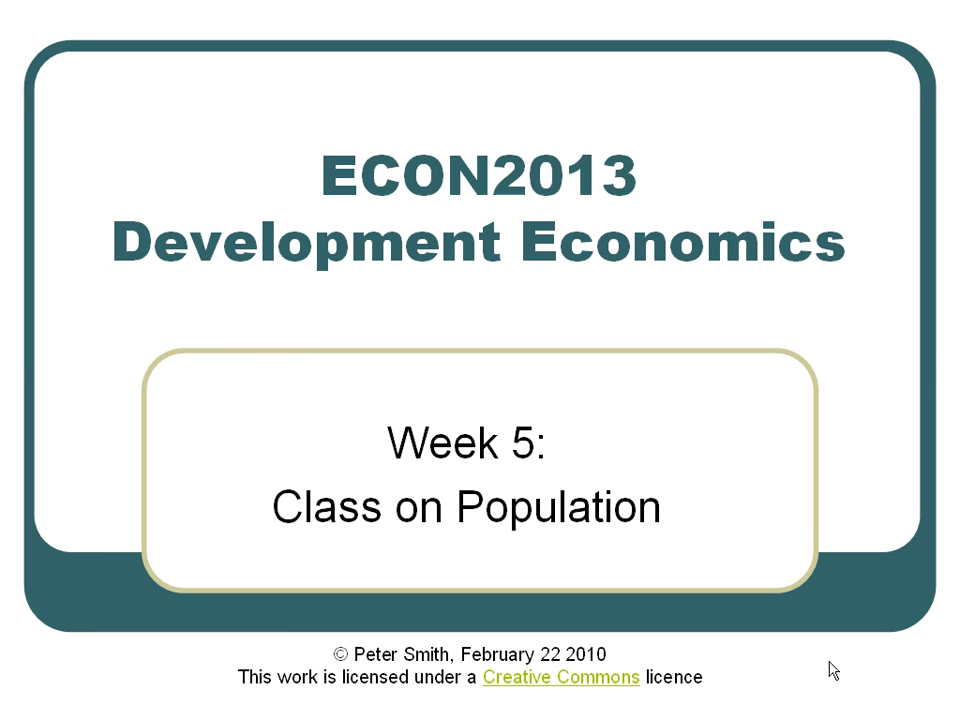 ECON2013
Development Economics
Week 5:
Class on Population
© Peter Smith, February 22 2010
This work is licensed under a Creative Commons licence